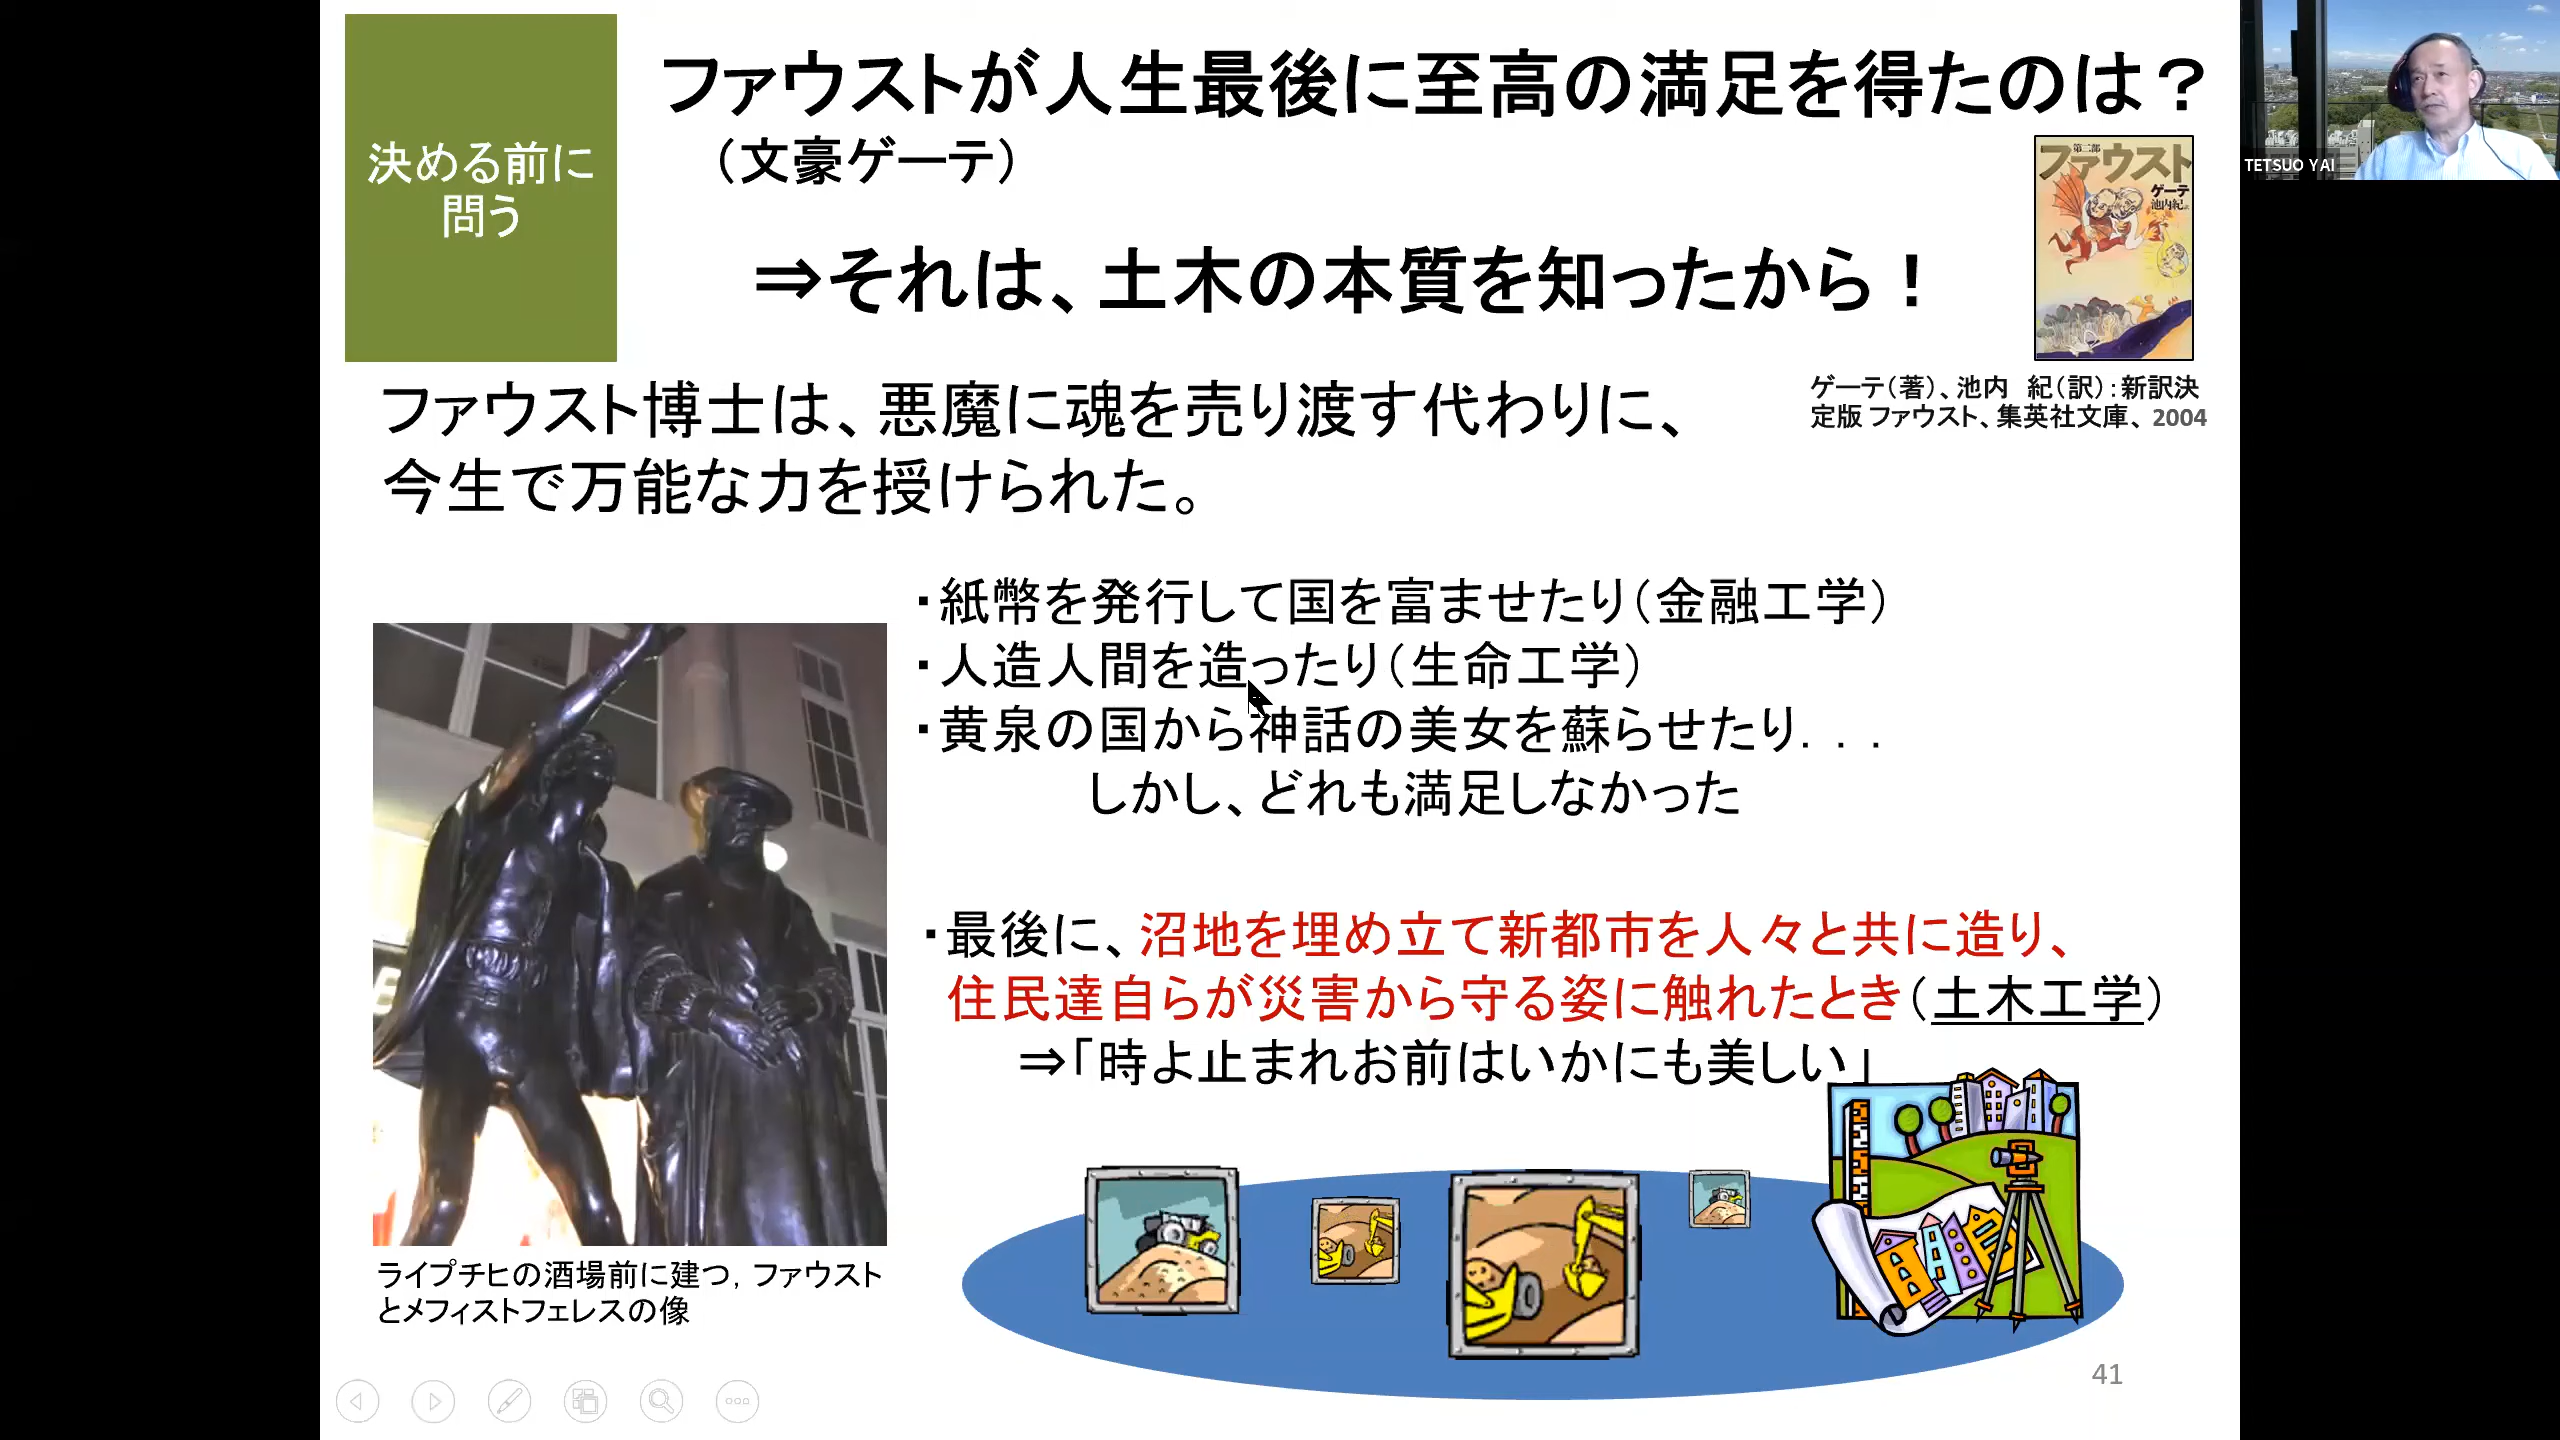 決める前に
問う
ファウストが人生最後に至高の満足を得たのは？
（文豪ゲーテ）
⇒それは、土木の本質を知ったから！
TETSUO YAI
第二部
ファウスト
ゲーテ
池内紀 訳
ゲーテ（著）、池内　紀（訳）：新訳決
定版 ファウスト、集英社文庫、2004
ファウスト博士は、悪魔に魂を売り渡す代わりに、
今生で万能な力を授けられた。
・紙幣を発行して国を富ませたり（金融工学）
・人造人間を造ったり（生命工学）
・黄泉の国から神話の美女を蘇らせたり．．．
しかし、どれも満足しなかった
・最後に、沼地を埋め立て新都市を人々と共に造り、
住民達自らが災害から守る姿に触れたとき（土木工学）
⇒「時よ止まれお前はいかにも美しい」
ライプチヒの酒場前に建つ，ファウスト
とメフィストフェレスの像
41